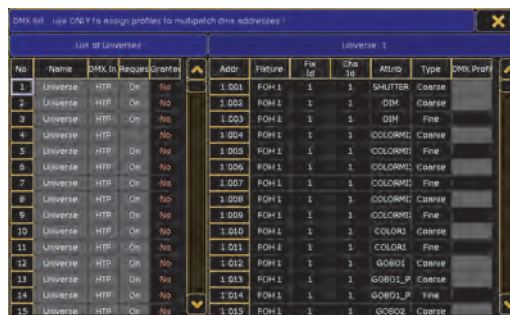 DMX list use ONLY to assign profiles to multipatch dmx addresses !
List of Universes Universe 1
No Name DMX In Reques Granted Addr Fixture Fix Id Cha Id Attrib Type DMX Profi
1 Universe HTP On No 1.001 FOH 1 1 1 SHUTTER Coarse
2 Universe HTP On No 1.002 FOH 1 1 1 DIM Coarse
3 Universe HTP On No 1.003 FOH 1 1 1 DIM Fine
4 Universe HTP No 1.004 FOH 1 1 1 COLORMI Coarse
5 Universe HTP On No 1.005 FOH 1 1 1 COLORMI Fine
6 Universe HTP On No 1.006 FOH 1 1 1 COLORMI Coarse
7 Universe HTP On No 1.007 FOH 1 1 1 COLORMI Fine
8 Universe HTP On No 1.008 FOH 1 1 1 COLORMI Coarse
9 Universe HTP On No 1.009 FOH 1 1 1 COLORMI Fine
10 Universe HTP On No 1.010 FOH 1 1 1 COLOR1 Coarse
11 Universe HTP On No 1.011 FOH 1 1 1 COLOR1 Fine
12 Universe HTP On No 1.012 FOH 1 1 1 GOBO1 Coarse
13 Universe HTP On No 1.013 FOH 1 1 1 GOBO1_P Coarse
14 Universe HTP On No 1.014 FOH 1 1 1 GOBO1_P Fine
15 Universe HTP On No 1.015 FOH 1 1 1 GOBO2 Coarse